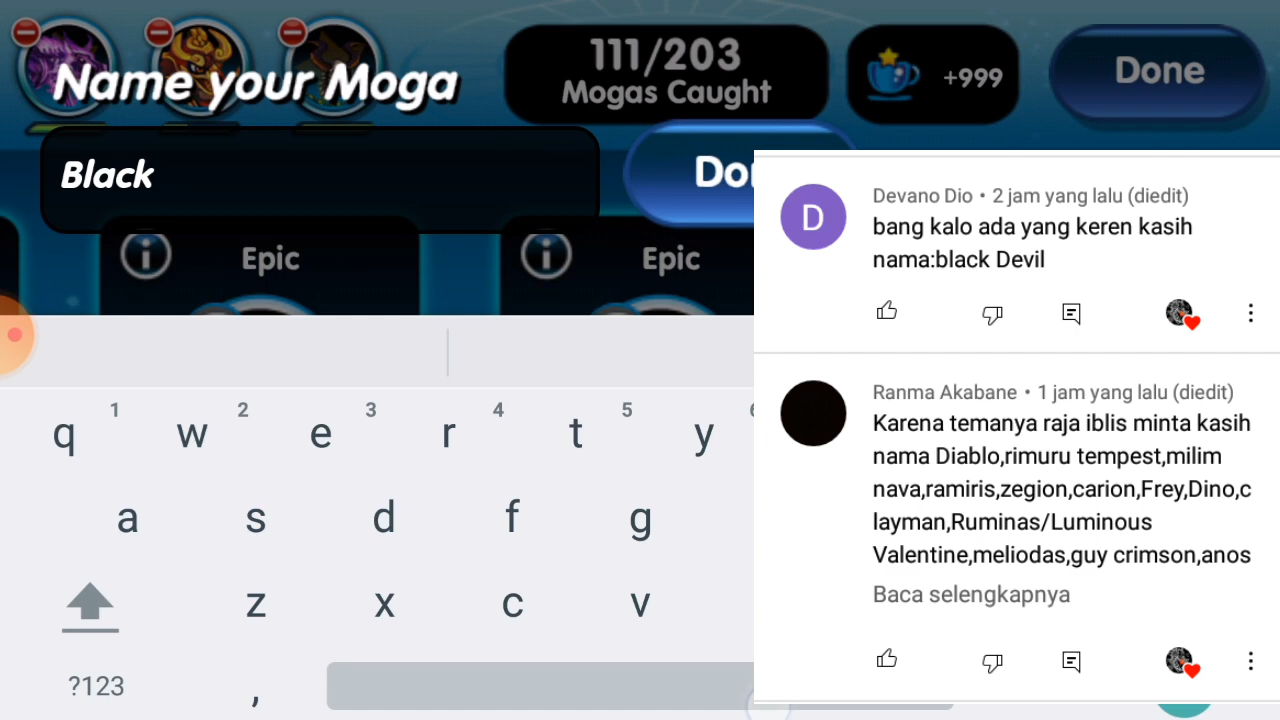 Name your Moga
111/203
Mogas Caught
+999
Done
Black
Epic
Epic
Devano Dio • 2 jam yang lalu (diedit)
bang kalo ada yang keren kasih
nama:black Devil
Ranma Akabane • 1 jam yang lalu (diedit)
Karena temanya raja iblis minta kasih
nama Diablo,rimuru tempest,milim
nava,ramiris,zegion,carion,Frey,Dino,c
layman,Ruminas/Luminous
Valentine,meliodas,guy crimson,anos
Baca selengkapnya
D
1 2 3 4 5
q w e r t y
a s d f g
z x c v
?123 ,